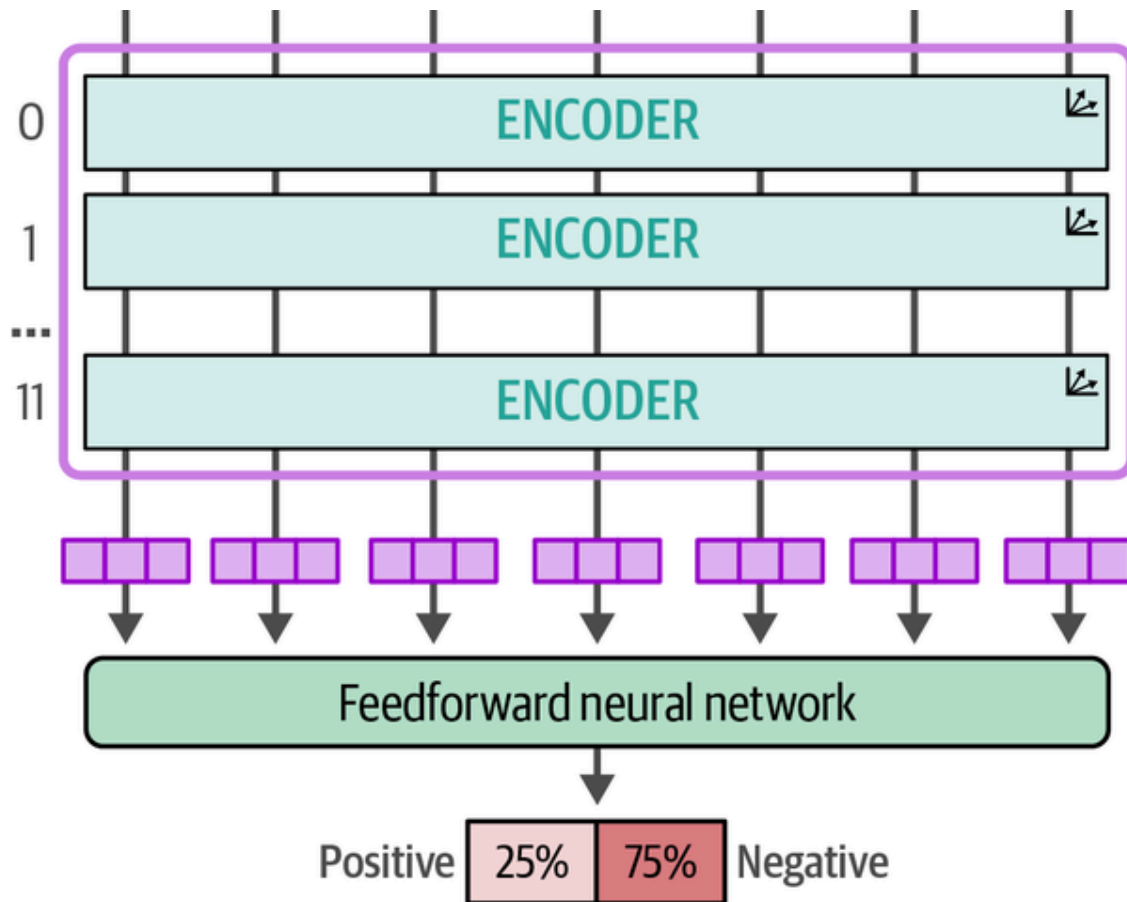 0 ENCODER
1 ENCODER
...
11 ENCODER
Feedforward neural network
Positive 25% 75% Negative